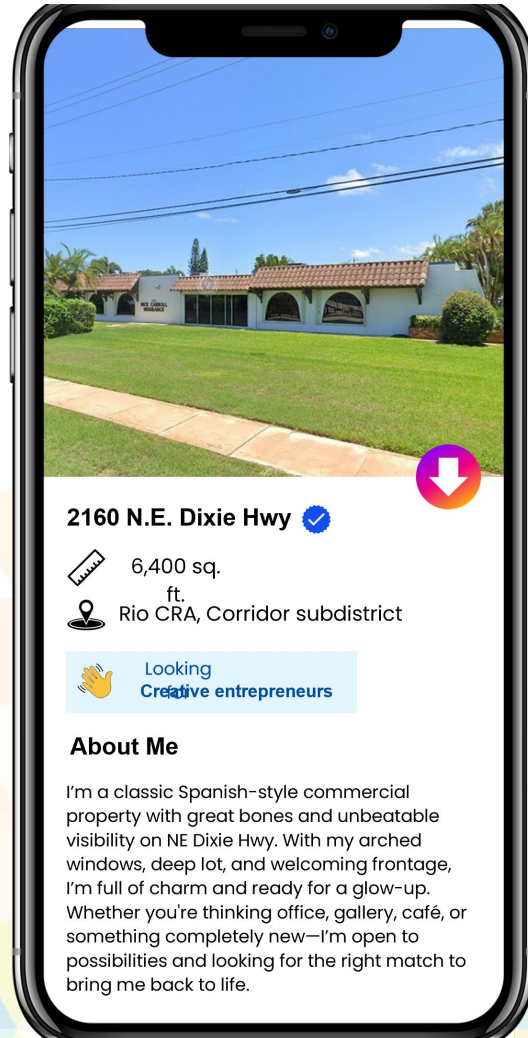 RICK CARROLL
INSURANCE
2160 N.E. Dixie Hwy
6,400 sq.
ft.
Rio CRA, Corridor subdistrict
Looking
for
Creative entrepreneurs
About Me
I'm a classic Spanish-style commercial
property with great bones and unbeatable
visibility on NE Dixie Hwy. With my arched
windows, deep lot, and welcoming frontage,
I'm full of charm and ready for a glow-up.
Whether you're thinking office, gallery, café, or
something completely new—I'm open to
possibilities and looking for the right match to
bring me back to life.